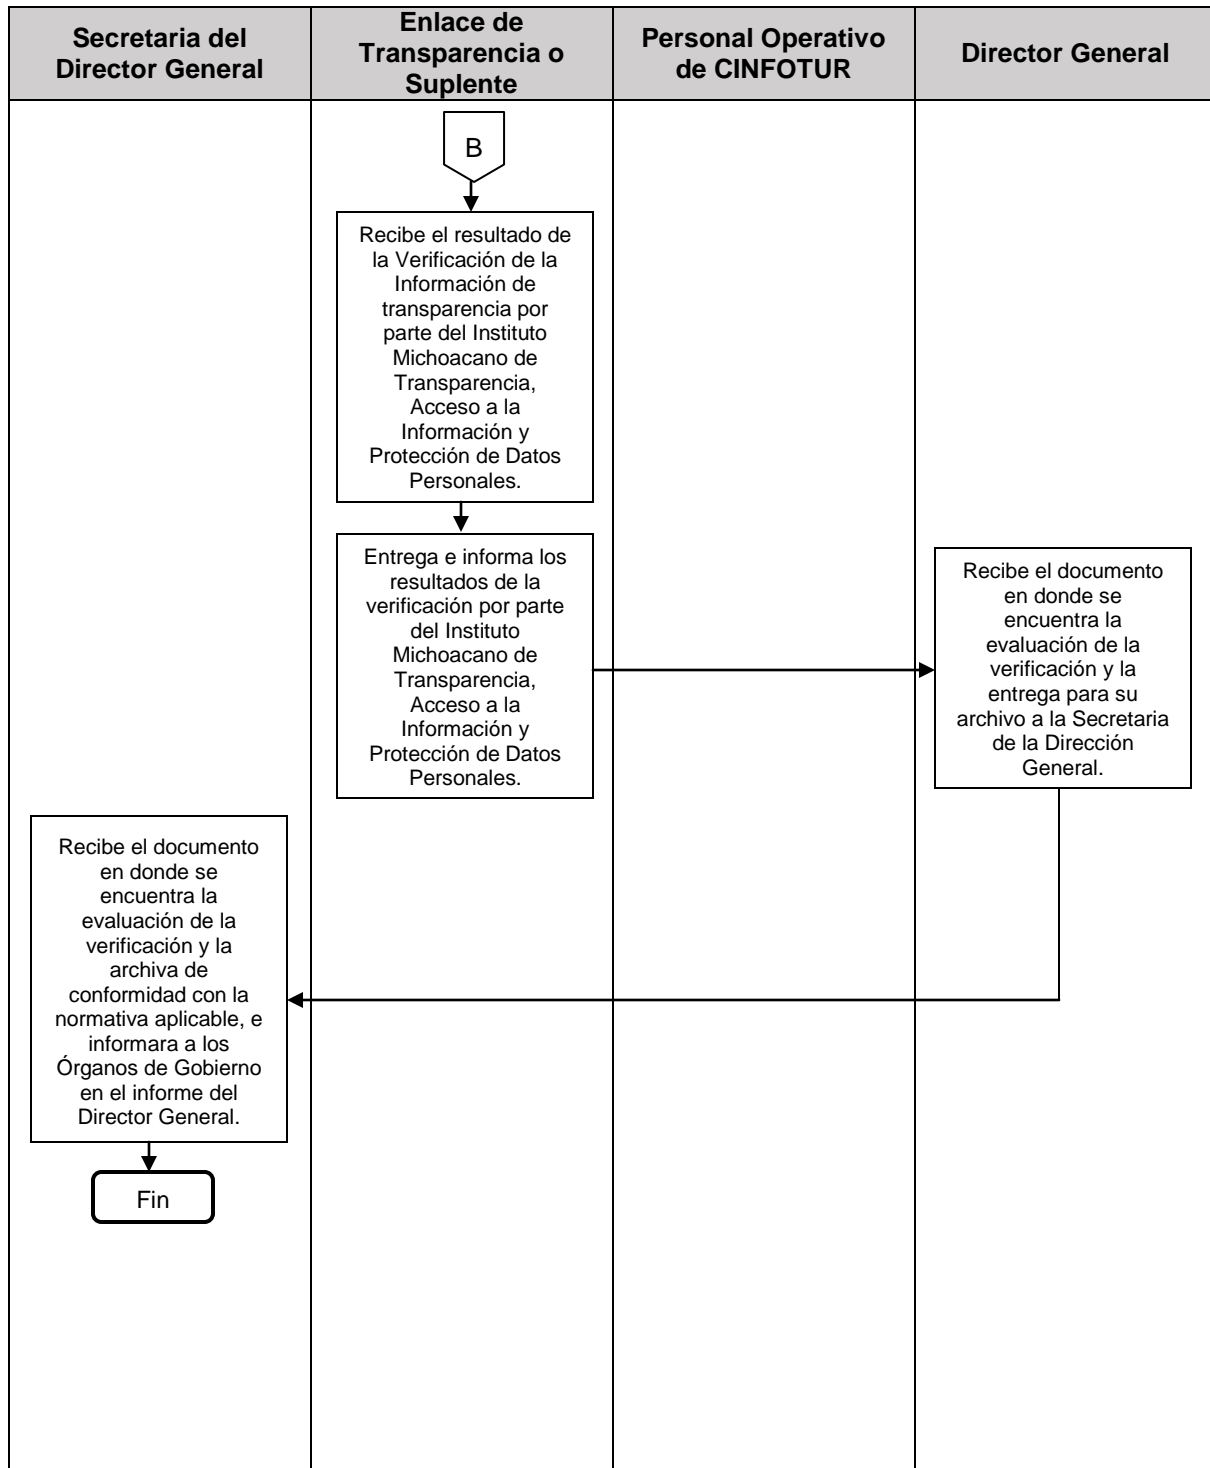 Secretaria del
Director General
Enlace de
Transparencia o
Suplente
Personal Operativo
de CINFOTUR
Director General
B
Recibe el resultado de
la Verificación de la
Información de
transparencia por
parte del Instituto
Michoacano de
Transparencia,
Acceso a la
Información y
Protección de Datos
Personales.
Entrega e informa los
resultados de la
verificación por parte
del Instituto
Michoacano de
Transparencia,
Acceso a la
Información y
Protección de Datos
Personales.
Recibe el documento
en donde se
encuentra la
evaluación de la
verificación y la
entrega para su
archivo a la Secretaria
de la Dirección
General.
Recibe el documento
en donde se
encuentra la
evaluación de la
verificación y la
archiva de
conformidad con la
normativa aplicable, e
informara a los
Órganos de Gobierno
en el informe del
Director General.
Fin